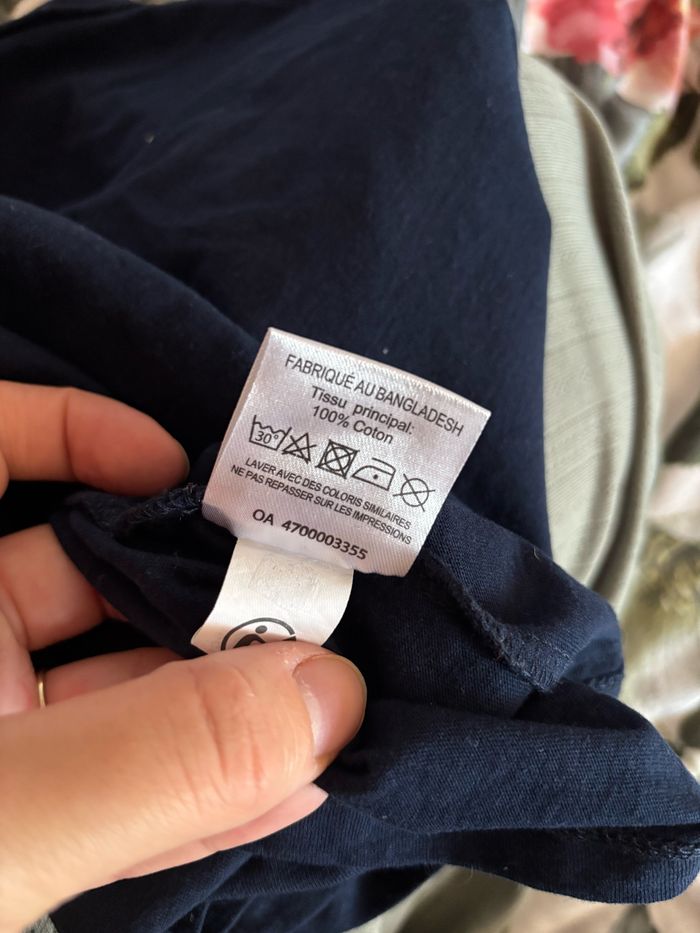 FABRIQUÉ AU BANGLADESH
Tissu principal:
100% Coton
30°
LAVER AVEC DES COLORIS SIMILAIRES
NE PAS REPASSER SUR LES IMPRESSIONS
OA 4700003355